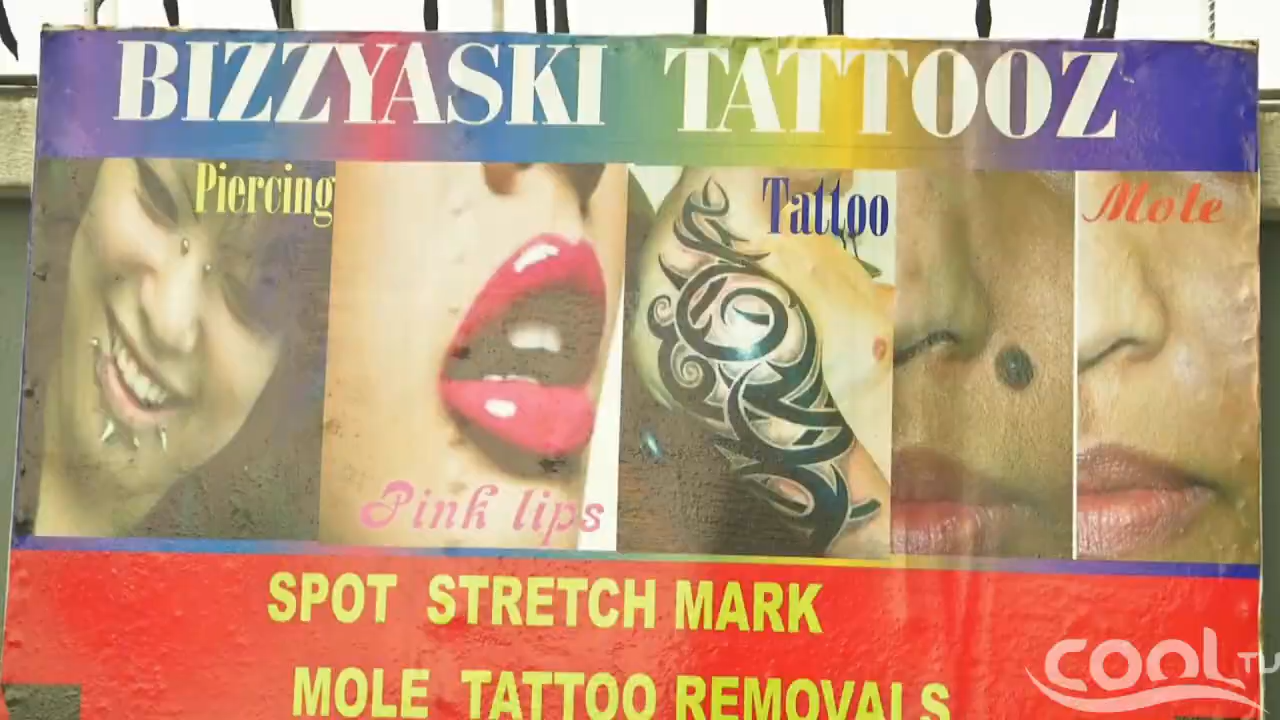 BIZZYASKI TATTOOZ
Piercing
Pink lips
Tattoo
Mole
SPOT STRETCH MARK
MOLE TATTOO REMOVALS
COOL TV